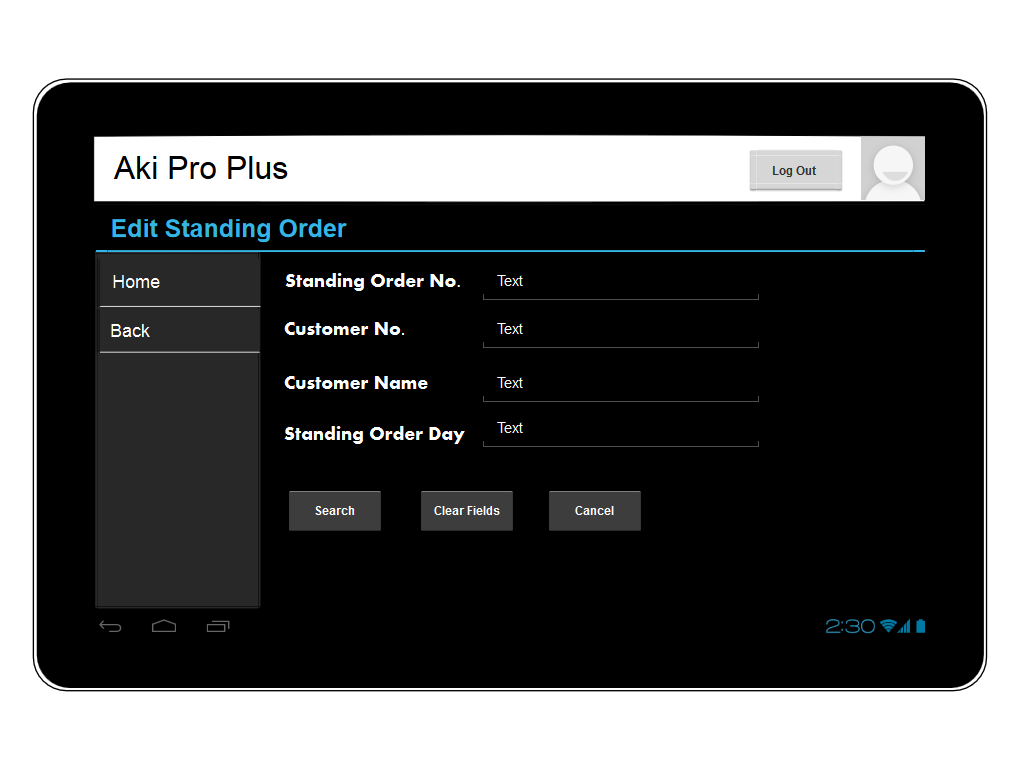 Aki Pro Plus
Log Out
Edit Standing Order
Home
Back
Standing Order No. Text
Customer No. Text
Customer Name Text
Standing Order Day Text
Search Clear Fields Cancel
2:30